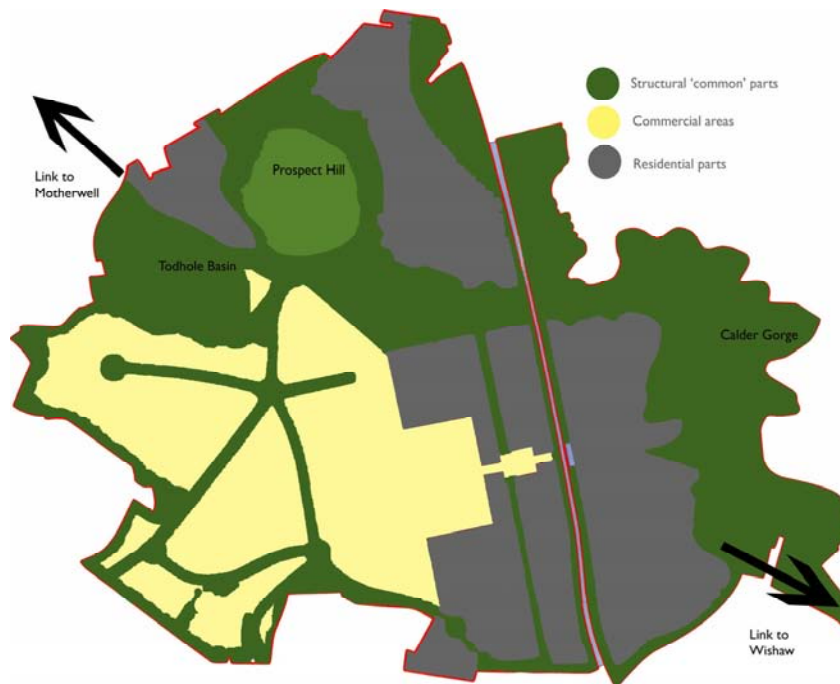 Structural 'common' parts
Commercial areas
Residential parts
Prospect Hill
Link to
Motherwell
Todhole Basin
Calder Gorge
Link to
Wishaw